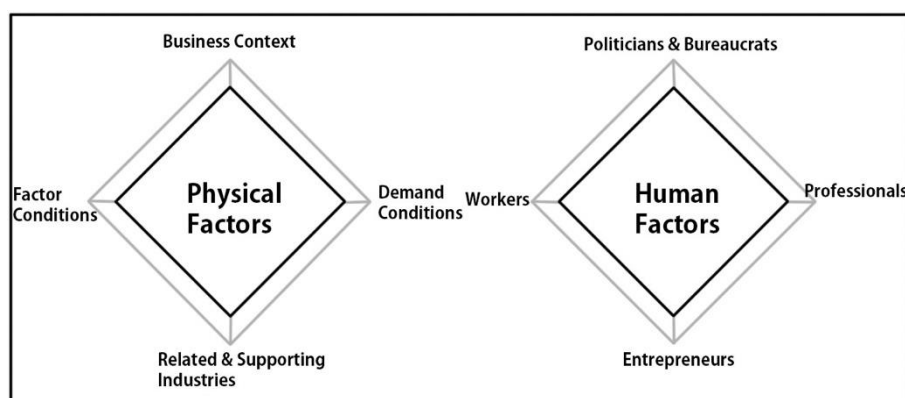 Business Context
Factor
Conditions
Physical
Factors
Demand
Conditions
Related & Supporting
Industries
Politicians & Bureaucrats
Workers
Human
Factors
Professionals
Entrepreneurs